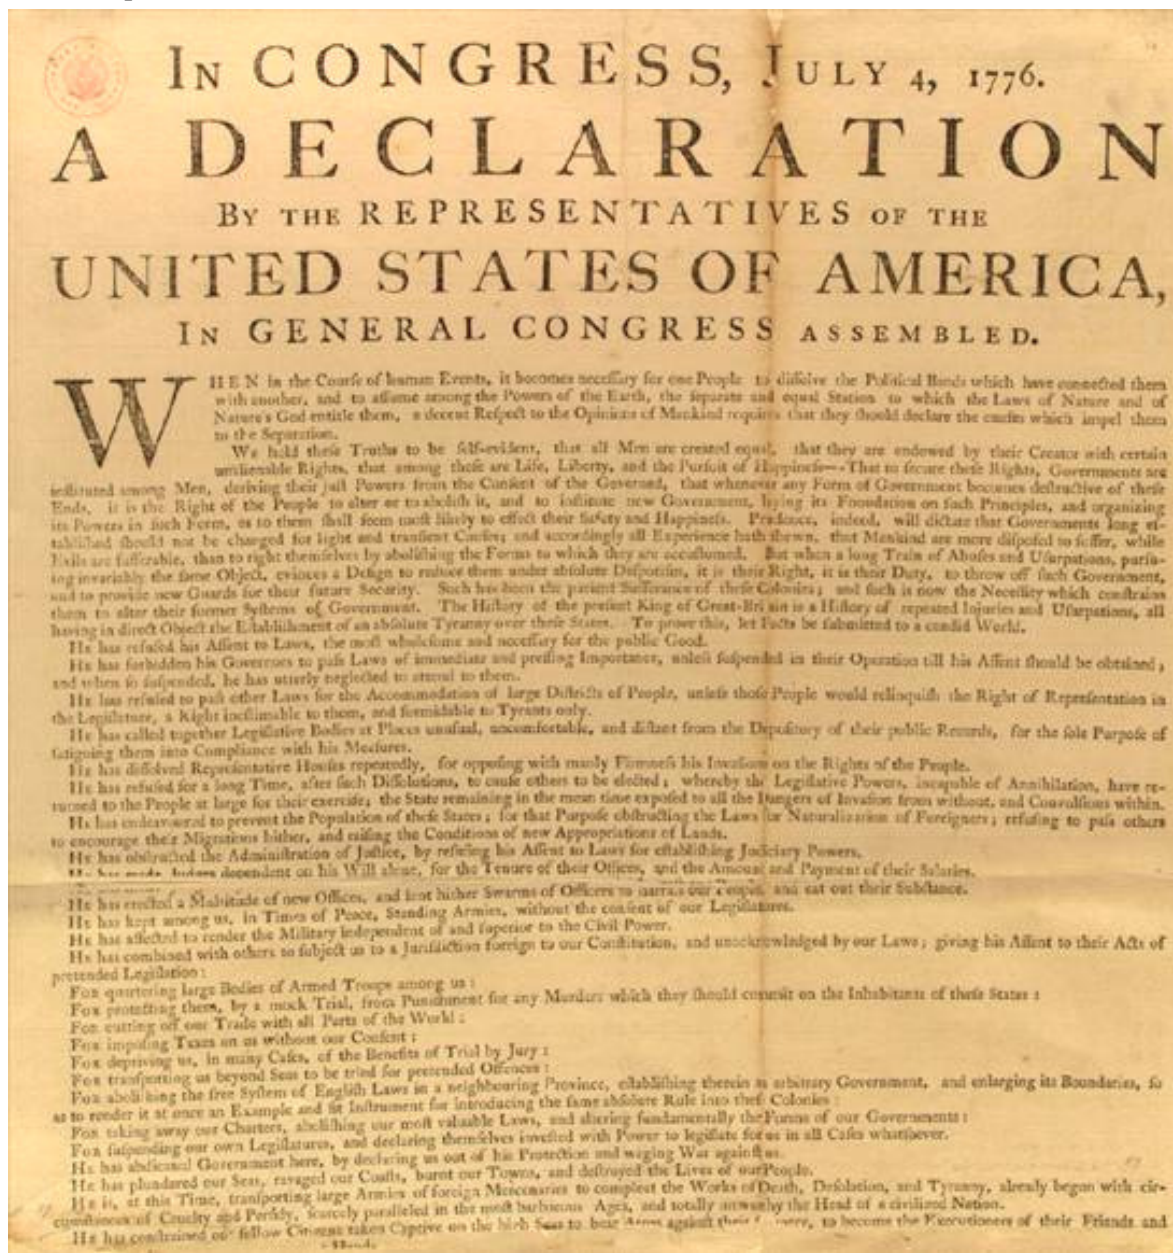 IN CONGRESS, JULY 4, 1776.
A DECLARATION
BY THE REPRESENTATIVES OF THE
UNITED STATES OF AMERICA,
IN GENERAL CONGRESS ASSEMBLED.
WHEN in the Courſe of human Events, it becomes neceſſary for one People to diſſolve the Political Bands which have connected them
with another, and to aſſume among the Powers of the Earth, the ſeparate and equal Station to which the Laws of Nature and of
Nature's God entitle them, a decent Reſpect to the Opinions of Mankind requires that they ſhould declare the cauſes which impel them
to the Separation.
We hold theſe Truths to be ſelf-evident, that all Men are created equal, that they are endowed by their Creator with certain
unalienable Rights, that among theſe are Life, Liberty, and the Purſuit of Happineſs—-That to ſecure theſe Rights, Governments are
inſtituted among Men, deriving their juſt Powers from the Conſent of the Governed, that whenever any Form of Government becomes deſtructive of theſe
Ends, it is the Right of the People to alter or to aboliſh it, and to inſtitute new Government, laying its Foundation on ſuch Principles, and organizing
its Powers in ſuch Form, as to them ſhall ſeem moſt likely to effect their Safety and Happineſs. Prudence, indeed, will dictate that Governments long eſ-
tabliſhed ſhould not be changed for light and tranſient Cauſes; and accordingly all Experience hath ſhewn, that Mankind are more diſpoſed to ſuffer, while
Evils are ſufferable, than to right themſelves by aboliſhing the Forms to which they are accuſtomed. But when a long Train of Abuſes and Uſurpations, purſu-
ing invariably the ſame Object, evinces a Deſign to reduce them under abſolute Deſpotiſm, it is their Right, it is their Duty, to throw off ſuch Government,
and to provide new Guards for their future Security. Such has been the patient Sufferance of theſe Colonies; and ſuch is now the Neceſſity which conſtrains
them to alter their former Syſtems of Government. The Hiſtory of the preſent King of Great-Britain is a Hiſtory of repeated Injuries and Uſurpations, all
having in direct Object the Eſtabliſhment of an abſolute Tyranny over theſe States. To prove this, let Facts be ſubmitted to a candid World.
HE has refuſed his Aſſent to Laws, the moſt wholeſome and neceſſary for the public Good.
HE has forbidden his Governors to paſs Laws of immediate and preſſing Importance, unleſs ſuſpended in their Operation till his Aſſent ſhould be obtained;
and when ſo ſuſpended, he has utterly neglected to attend to them.
HE has refuſed to paſs other Laws for the Accommodation of large Diſtricts of People, unleſs thoſe People would relinquiſh the Right of Repreſentation in
the Legiſlature, a Right ineſtimable to them, and formidable to Tyrants only.
HE has called together Legiſlative Bodies at Places unuſual, uncomfortable, and diſtant from the Depoſitory of their public Records, for the ſole Purpoſe of
fatiguing them into Compliance with his Meaſures.
HE has diſſolved Repreſentative Houſes repeatedly, for oppoſing with manly Firmneſs his Invaſions on the Rights of the People.
HE has refuſed for a long Time, after ſuch Diſſolutions, to cauſe others to be elected; whereby the Legiſlative Powers, incapable of Annihilation, have re-
turned to the People at large for their exerciſe; the State remaining in the mean time expoſed to all the Dangers of Invaſion from without, and Convulſions within.
HE has endeavoured to prevent the Population of theſe States; for that Purpoſe obſtructing the Laws for Naturalization of Foreigners; refuſing to paſs others
to encourage their Migrations hither, and raiſing the Conditions of new Appropriations of Lands.
HE has obſtructed the Adminiſtration of Juſtice, by refuſing his Aſſent to Laws for eſtabliſhing Judiciary Powers.
HE has made Judges dependent on his Will alone, for the Tenure of their Offices, and the Amount and Payment of their Salaries.
HE has erected a Multitude of new Offices, and ſent hither Swarms of Officers to harraſs our People, and eat out their Subſtance.
HE has kept among us, in Times of Peace, Standing Armies, without the conſent of our Legiſlatures.
HE has affected to render the Military independent of and ſuperior to the Civil Power.
HE has combined with others to ſubject us to a Juriſdiction foreign to our Conſtitution, and unacknowledged by our Laws; giving his Aſſent to their Acts of
pretended Legiſlation:
FOR quartering large Bodies of Armed Troops among us:
FOR protecting them, by a mock Trial, from Puniſhment for any Murders which they ſhould commit on the Inhabitants of theſe States:
FOR cutting off our Trade with all Parts of the World:
FOR impoſing Taxes on us without our Conſent:
FOR depriving us, in many Caſes, of the Benefits of Trial by Jury:
FOR tranſporting us beyond Seas to be tried for pretended Offences:
FOR aboliſhing the free Syſtem of Engliſh Laws in a neighbouring Province, eſtabliſhing therein an arbitrary Government, and enlarging its Boundaries, ſo
as to render it at once an Example and fit Inſtrument for introducing the ſame abſolute Rule into theſe Colonies:
FOR taking away our Charters, aboliſhing our moſt valuable Laws, and altering fundamentally the Forms of our Governments:
FOR ſuſpending our own Legiſlatures, and declaring themſelves inveſted with Power to legiſlate for us in all Caſes whatſoever.
HE has abdicated Government here, by declaring us out of his Protection and waging War againſt us.
HE has plundered our Seas, ravaged our Coaſts, burnt our Towns, and deſtroyed the Lives of our People.
HE is, at this Time, tranſporting large Armies of foreign Mercenaries to compleat the Works of Death, Deſolation, and Tyranny, already begun with cir-
cumſtances of Cruelty and Perfidy, ſcarcely paralleled in the moſt barbarous Ages, and totally unworthy the Head of a civilized Nation.
HE has conſtrained our fellow Citizens taken Captive on the high Seas to bear Arms againſt their Country, to become the Executioners of their Friends and